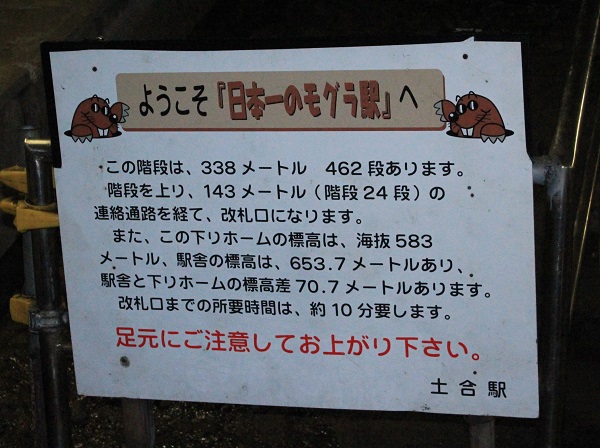 ようこそ『日本一のモグラ駅』へ
この階段は、338メートル 462段あります。
階段を上り、143メートル(階段24段)の
連絡通路を経て、改札口になります。
また、この下りホームの標高は、海抜583
メートル、駅舎の標高は、653.7メートルあり、
駅舎と下りホームの標高差70.7メートルあります。
改札口までの所要時間は、約10分要します。
足元にご注意してお上がり下さい。
土合駅